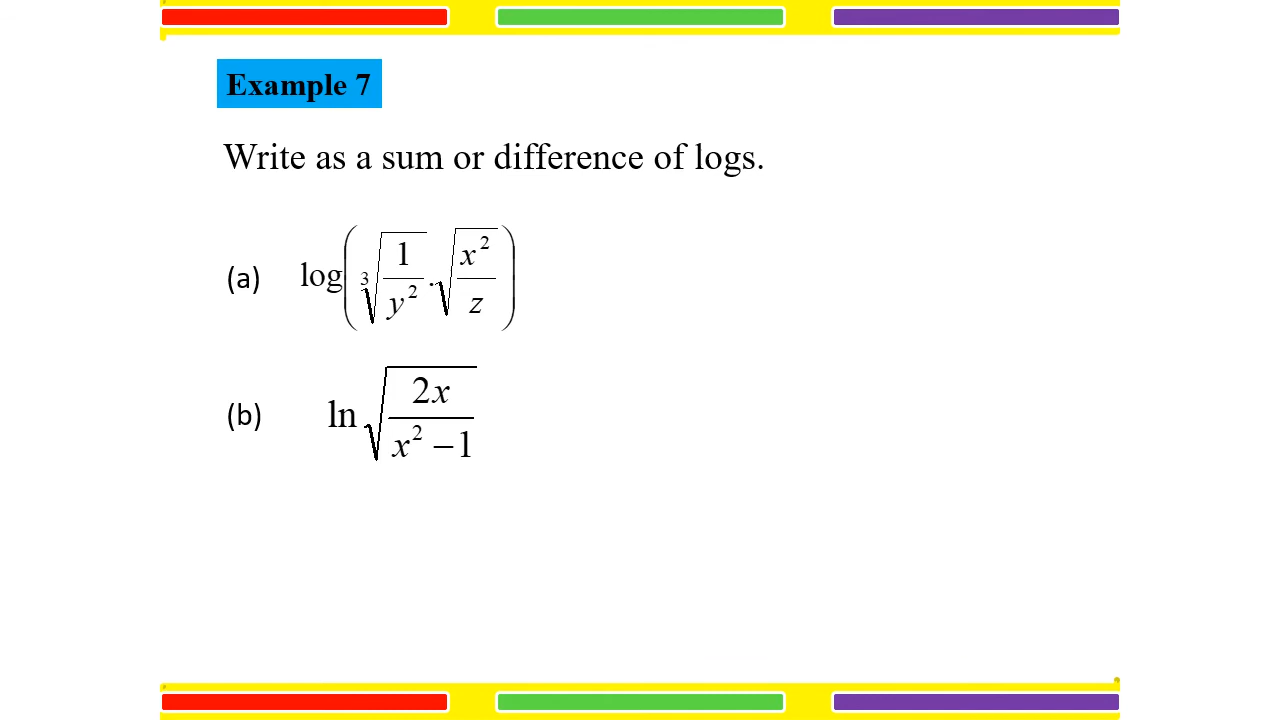 Example 7
Write as a sum or difference of logs.
(a) log(∛(1/y²).√(x²/z))
(b) ln√(2x/(x²−1))